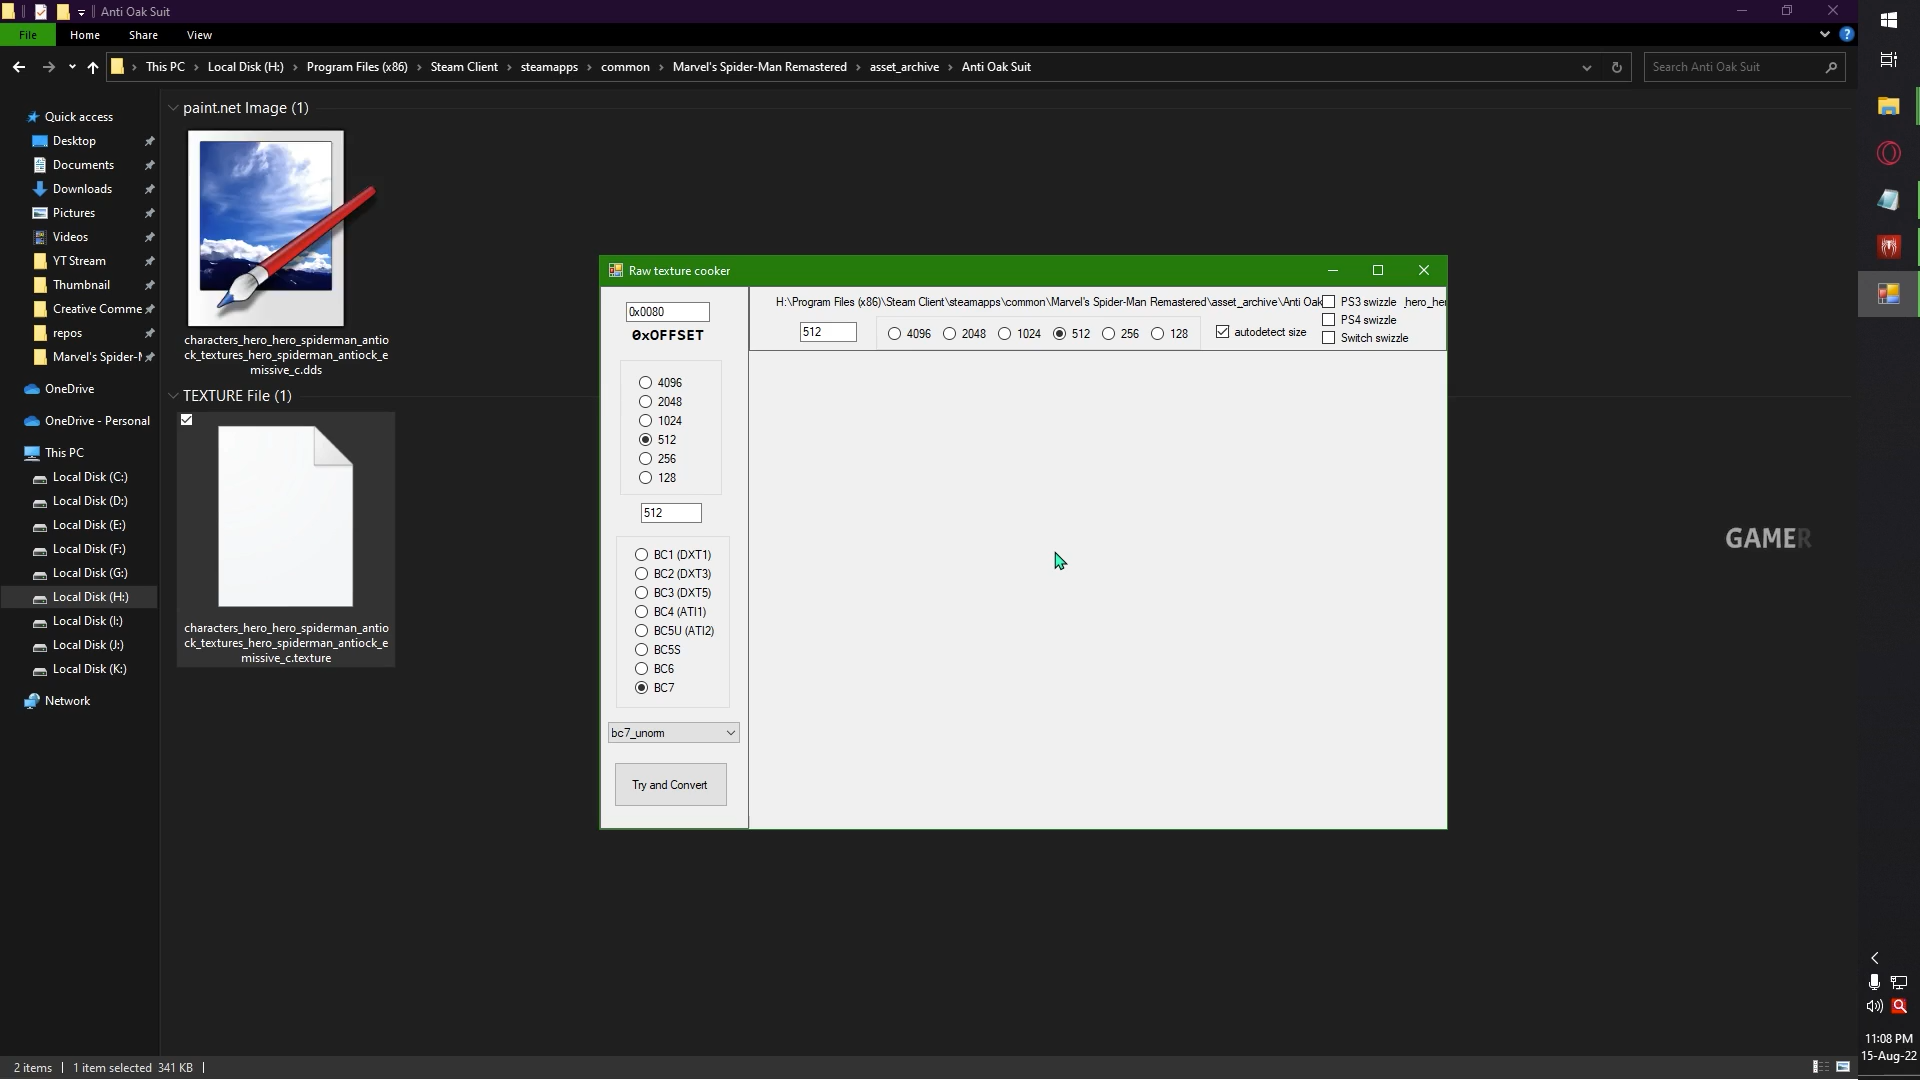 Anti Oak Suit
File
Home
Share
View
This PC
Local Disk (H:)
Program Files (x86)
Steam Client
steamapps
common
Marvel's Spider-Man Remastered
asset_archive
Anti Oak Suit
Search Anti Oak Suit
Quick access
Desktop
Documents
Downloads
Pictures
Videos
YT Stream
Thumbnail
Creative Comme
repos
Marvel's Spider-M
OneDrive
OneDrive - Personal
This PC
Local Disk (C:)
Local Disk (D:)
Local Disk (E:)
Local Disk (F:)
Local Disk (G:)
Local Disk (H:)
Local Disk (I:)
Local Disk (J:)
Local Disk (K:)
Network
paint.net Image (1)
characters_hero_hero_spiderman_antio
ck_textures_hero_spiderman_antiock_e
missive_c.dds
TEXTURE File (1)
characters_hero_hero_spiderman_antio
ck_textures_hero_spiderman_antiock_e
missive_c.texture
Raw texture cooker
0x0080
0xOFFSET
4096
2048
1024
512
256
128
512
BC1 (DXT1)
BC2 (DXT3)
BC3 (DXT5)
BC4 (ATI1)
BC5U (ATI2)
BC5S
BC6
BC7
bc7_unorm
Try and Convert
H:\Program Files (x86)\Steam Client\steamapps\common\Marvel's Spider-Man Remastered\asset_archive\Anti Oak
PS3 swizzle
_hero_he
512
4096
2048
1024
512
256
128
autodetect size
PS4 swizzle
Switch swizzle
GAMER
2 items
1 item selected 341 KB
11:08 PM
15-Aug-22